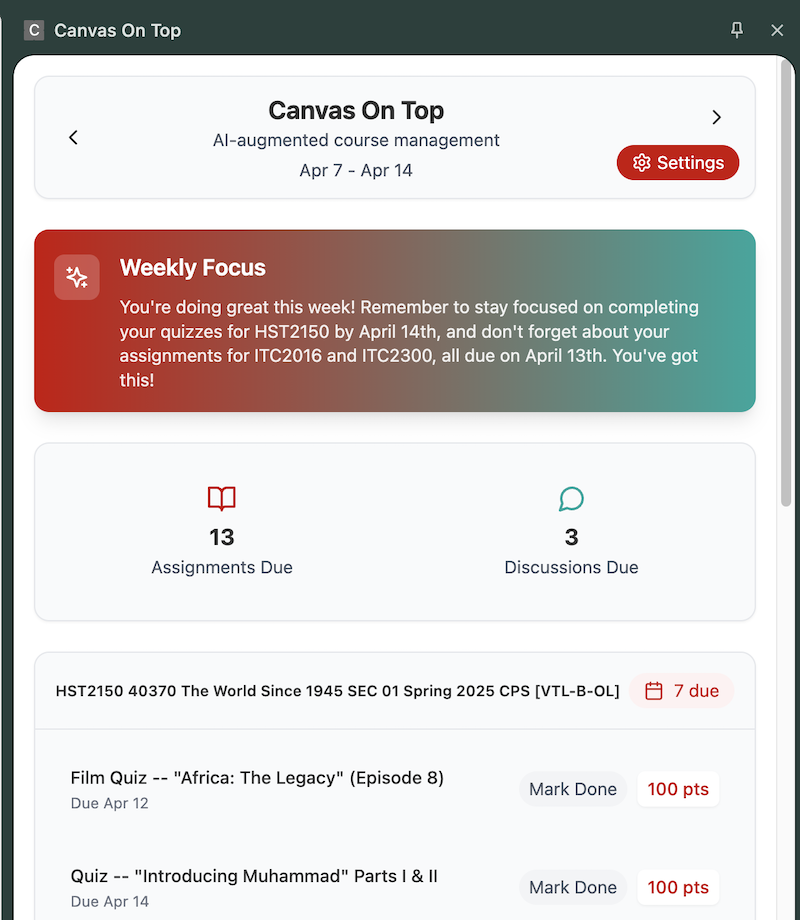 C Canvas On Top
Canvas On Top
AI-augmented course management
Apr 7 - Apr 14
Settings
Weekly Focus
You're doing great this week! Remember to stay focused on completing
your quizzes for HST2150 by April 14th, and don't forget about your
assignments for ITC2016 and ITC2300, all due on April 13th. You've got
this!
13
Assignments Due
3
Discussions Due
HST2150 40370 The World Since 1945 SEC 01 Spring 2025 CPS [VTL-B-OL]
7 due
Film Quiz -- "Africa: The Legacy" (Episode 8)
Due Apr 12
Mark Done
100 pts
Quiz -- "Introducing Muhammad" Parts I & II
Due Apr 14
Mark Done
100 pts